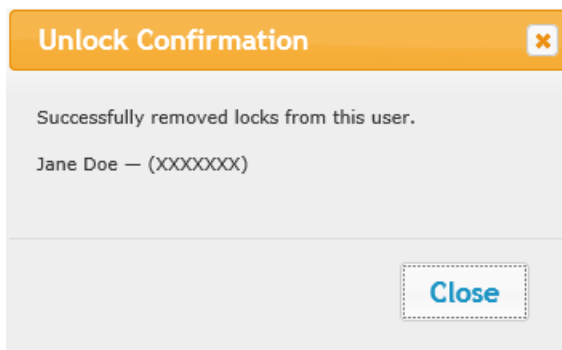 Unlock Confirmation
Successfully removed locks from this user.
Jane Doe — (XXXXXXX)
Close